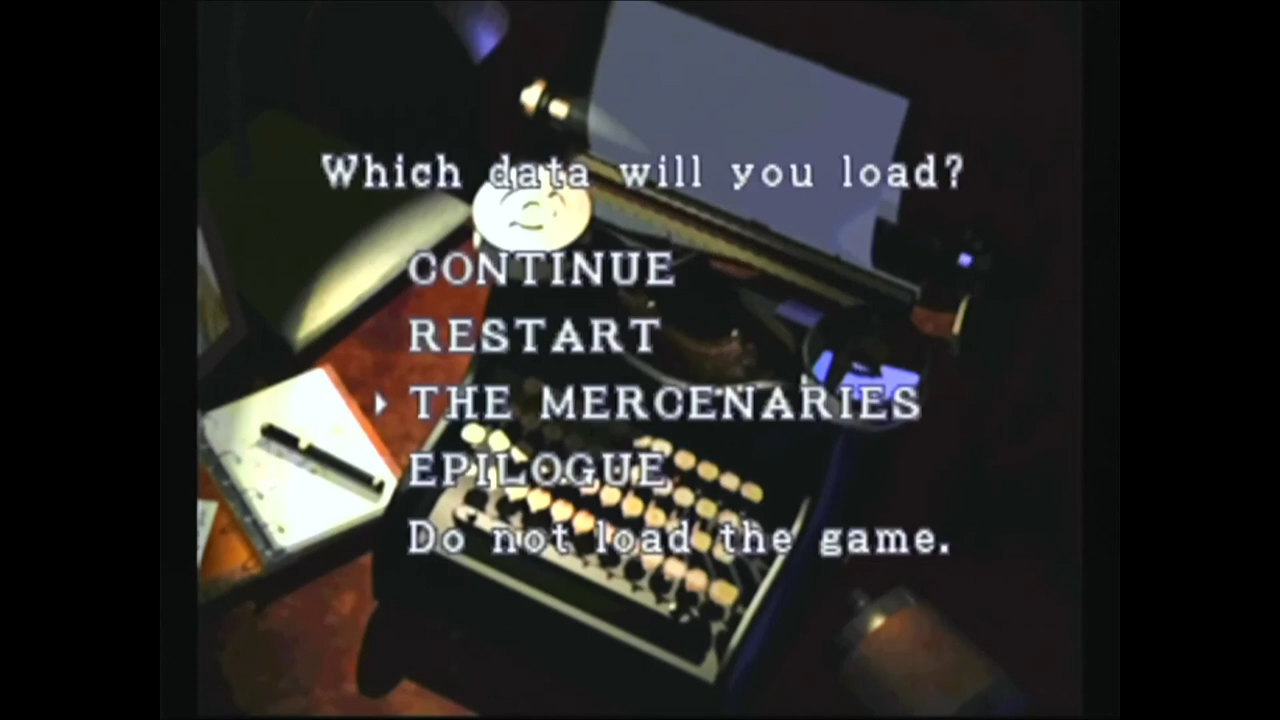 Which data will you load?
CONTINUE
RESTART
THE MERCENARIES
EPILOGUE
Do not load the game.